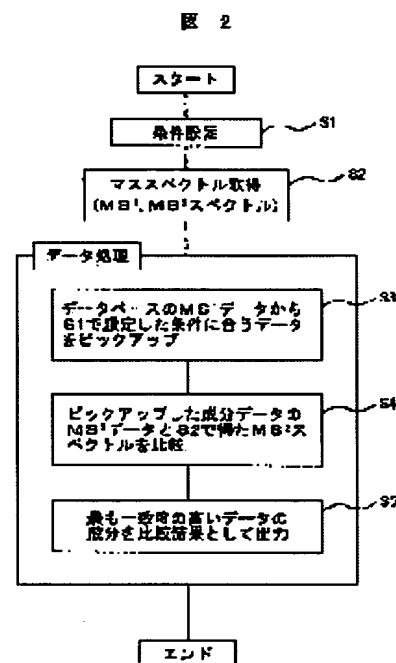 図 2
スタート
条件設定
S1
マススペクトル取得
S2
(MS¹、MS²スペクトル)
データ処理
データベースのMS データから
S3
S1で設定した条件に合うデータ
をピックアップ
ピックアップした成分データの
S4
MS²データとS2で得たMS²ス
ペクトルを比較
最も一致度の高いデータの
成分を比較結果として出力
エンド